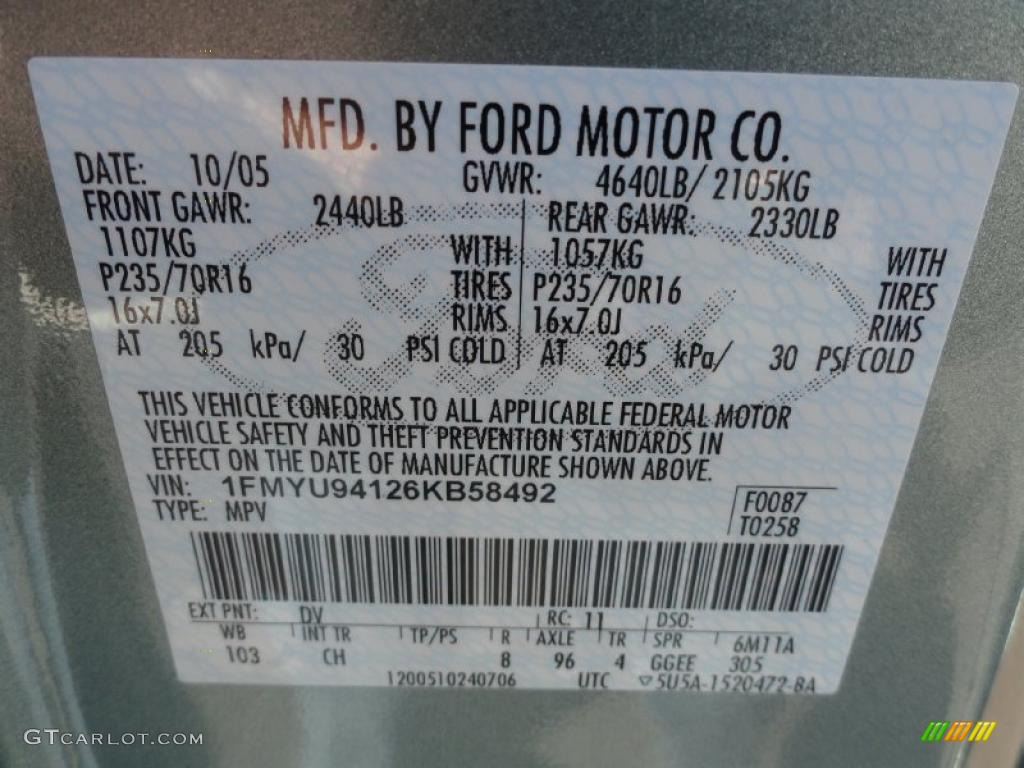 MFD. BY FORD MOTOR CO.
DATE: 10/05 GVWR: 4640LB/ 2105KG
FRONT GAWR: 2440LB REAR GAWR: 2330LB
1107KG WITH 1057KG WITH
P235/70R16 TIRES P235/70R16 TIRES
16x7.0J RIMS 16x7.0J RIMS
AT 205 kPa/ 30 PSI COLD AT 205 kPa/ 30 PSI COLD
THIS VEHICLE CONFORMS TO ALL APPLICABLE FEDERAL MOTOR
VEHICLE SAFETY AND THEFT PREVENTION STANDARDS IN
EFFECT ON THE DATE OF MANUFACTURE SHOWN ABOVE.
VIN: 1FMYU94126KB58492
TYPE: MPV F0087
T0258
EXT PNT: DV RC: 11 DSO:
WB INT TR TP/PS R AXLE TR SPR 6M11A
103 CH 8 96 4 GGEE 305
1200510240706 UTC ▽5U5A-1520472-BA
GTCARLOT.COM